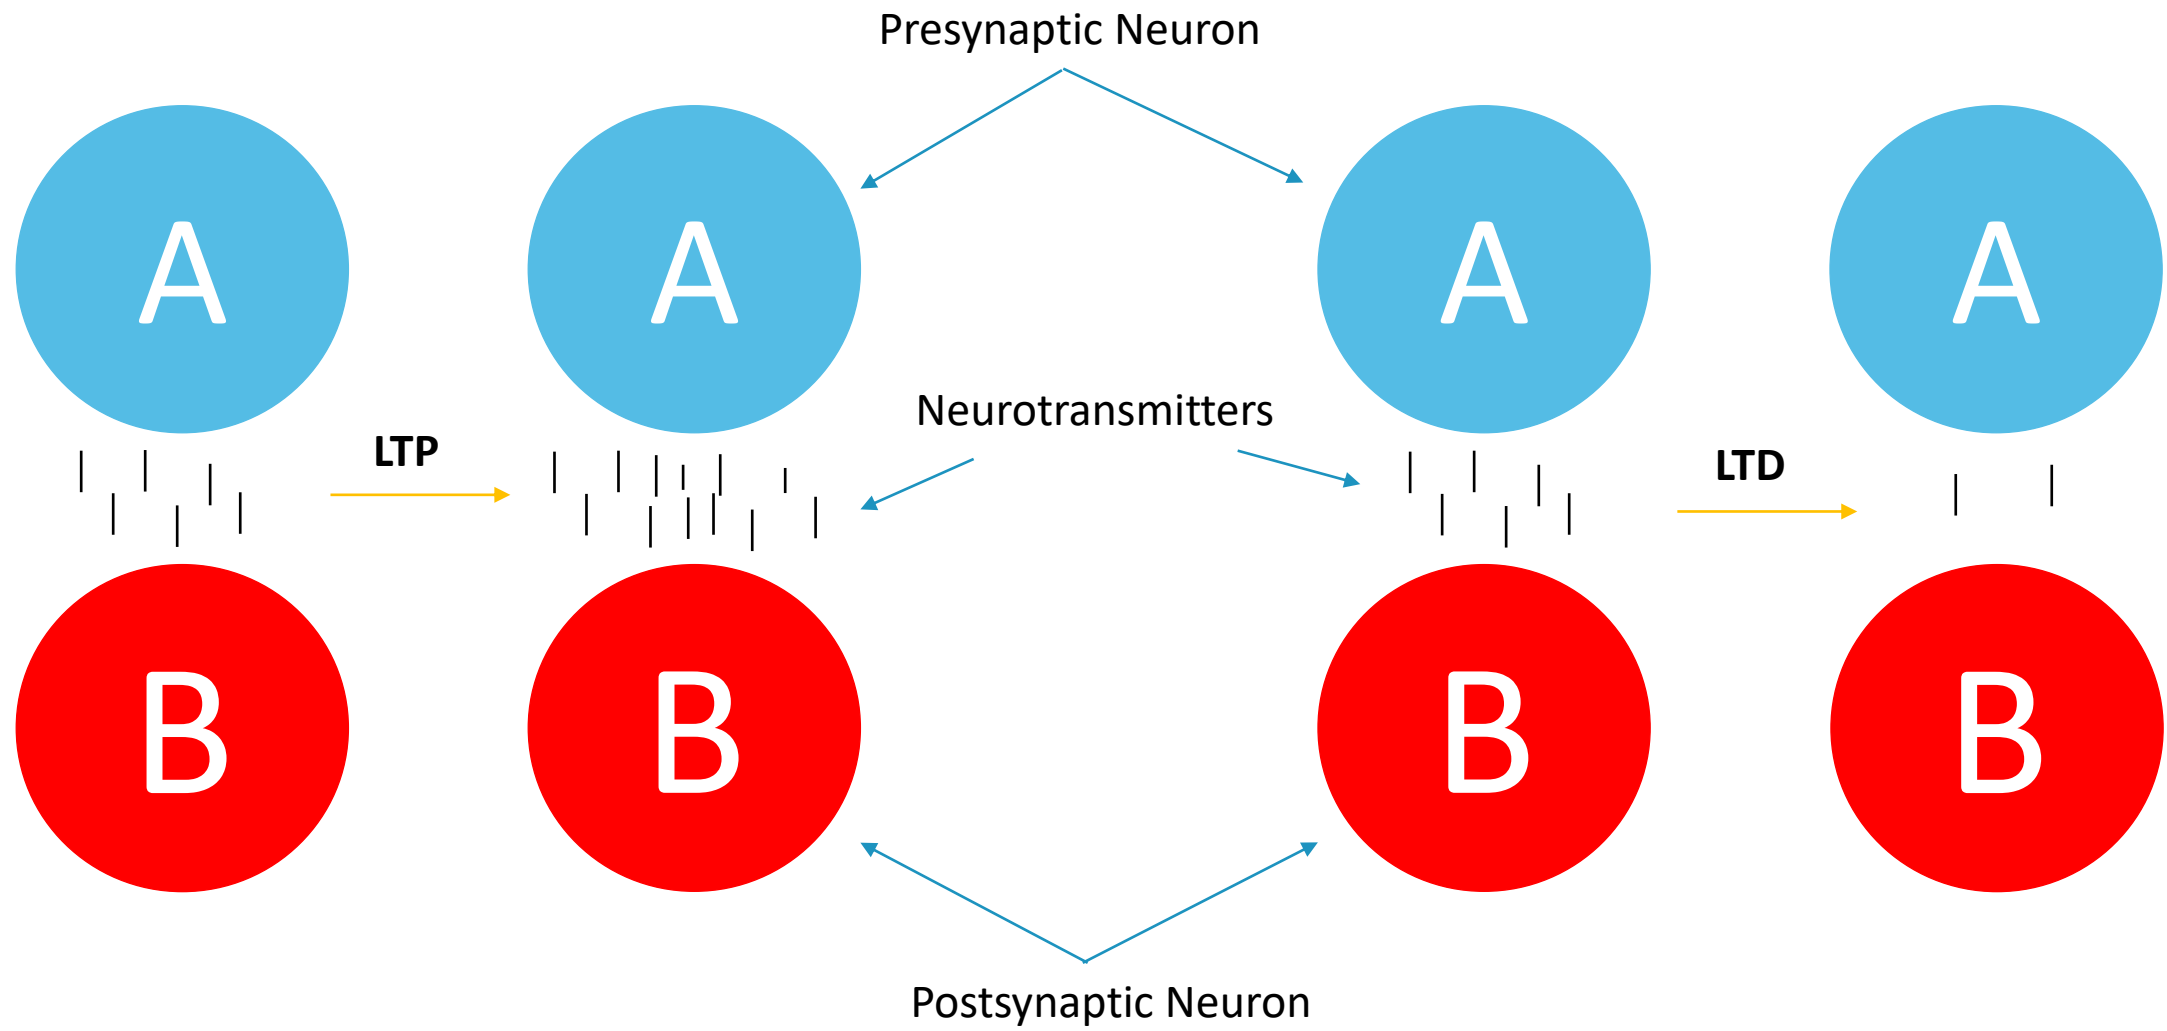 Presynaptic Neuron
A
A
A
A
Neurotransmitters
LTP
LTD
B
B
B
B
Postsynaptic Neuron